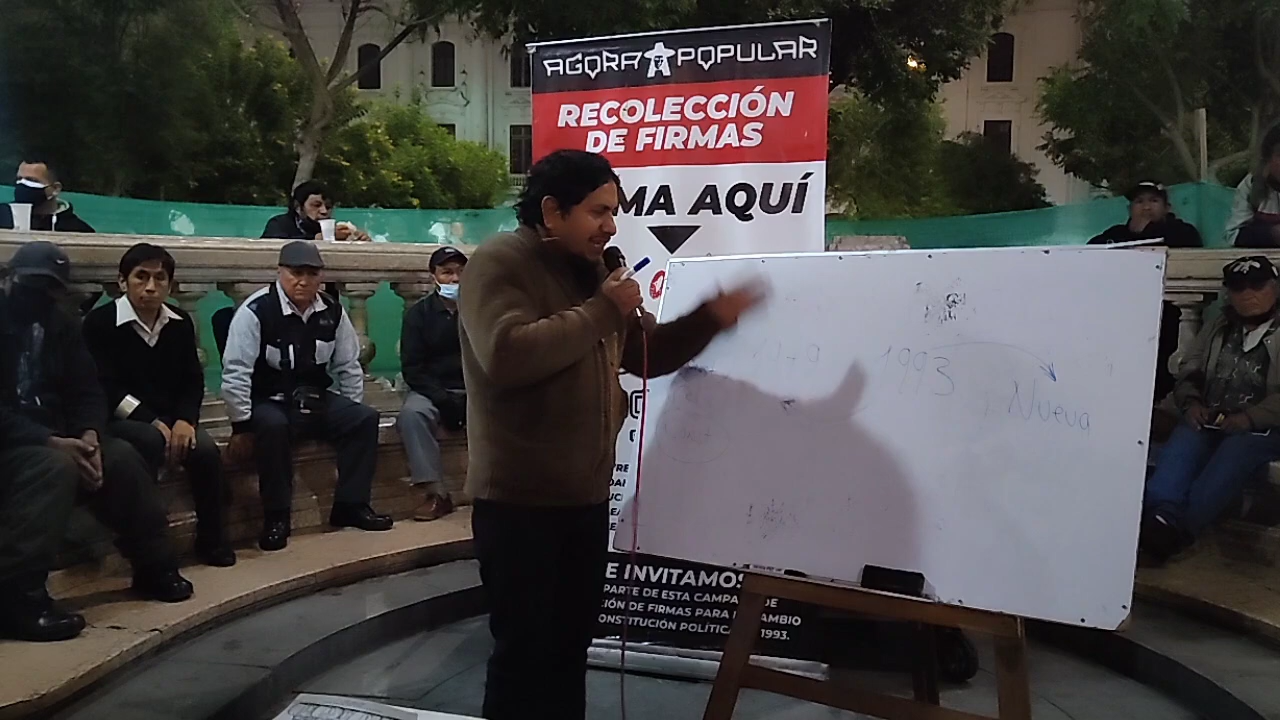 AGORA POPULAR
RECOLECCIÓN
DE FIRMAS
MA AQUÍ
1993
Nueva
E INVITAMOS
PARTE DE ESTA CAMPA DE
IÓN DE FIRMAS PARA AMBIO
ONSTITUCIÓN POLÍTICA 1993.